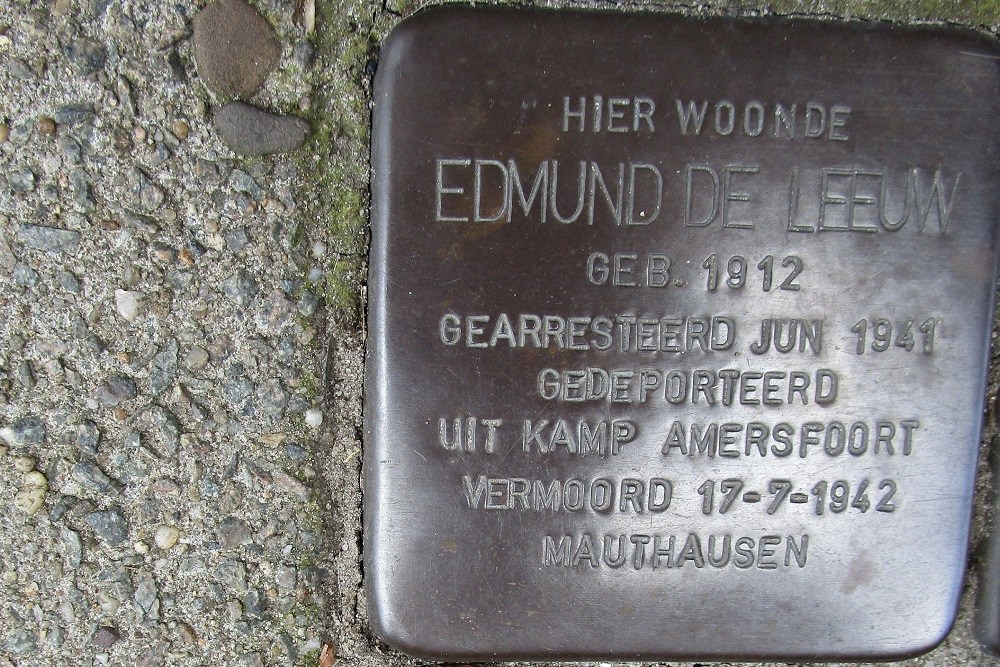 HIER WOONDE
EDMUND DE LEEUW
GEB. 1912
GEARRESTEERD JUN 1941
GEDEPORTEERD
UIT KAMP AMERSFOORT
VERMOORD 17-7-1942
MAUTHAUSEN